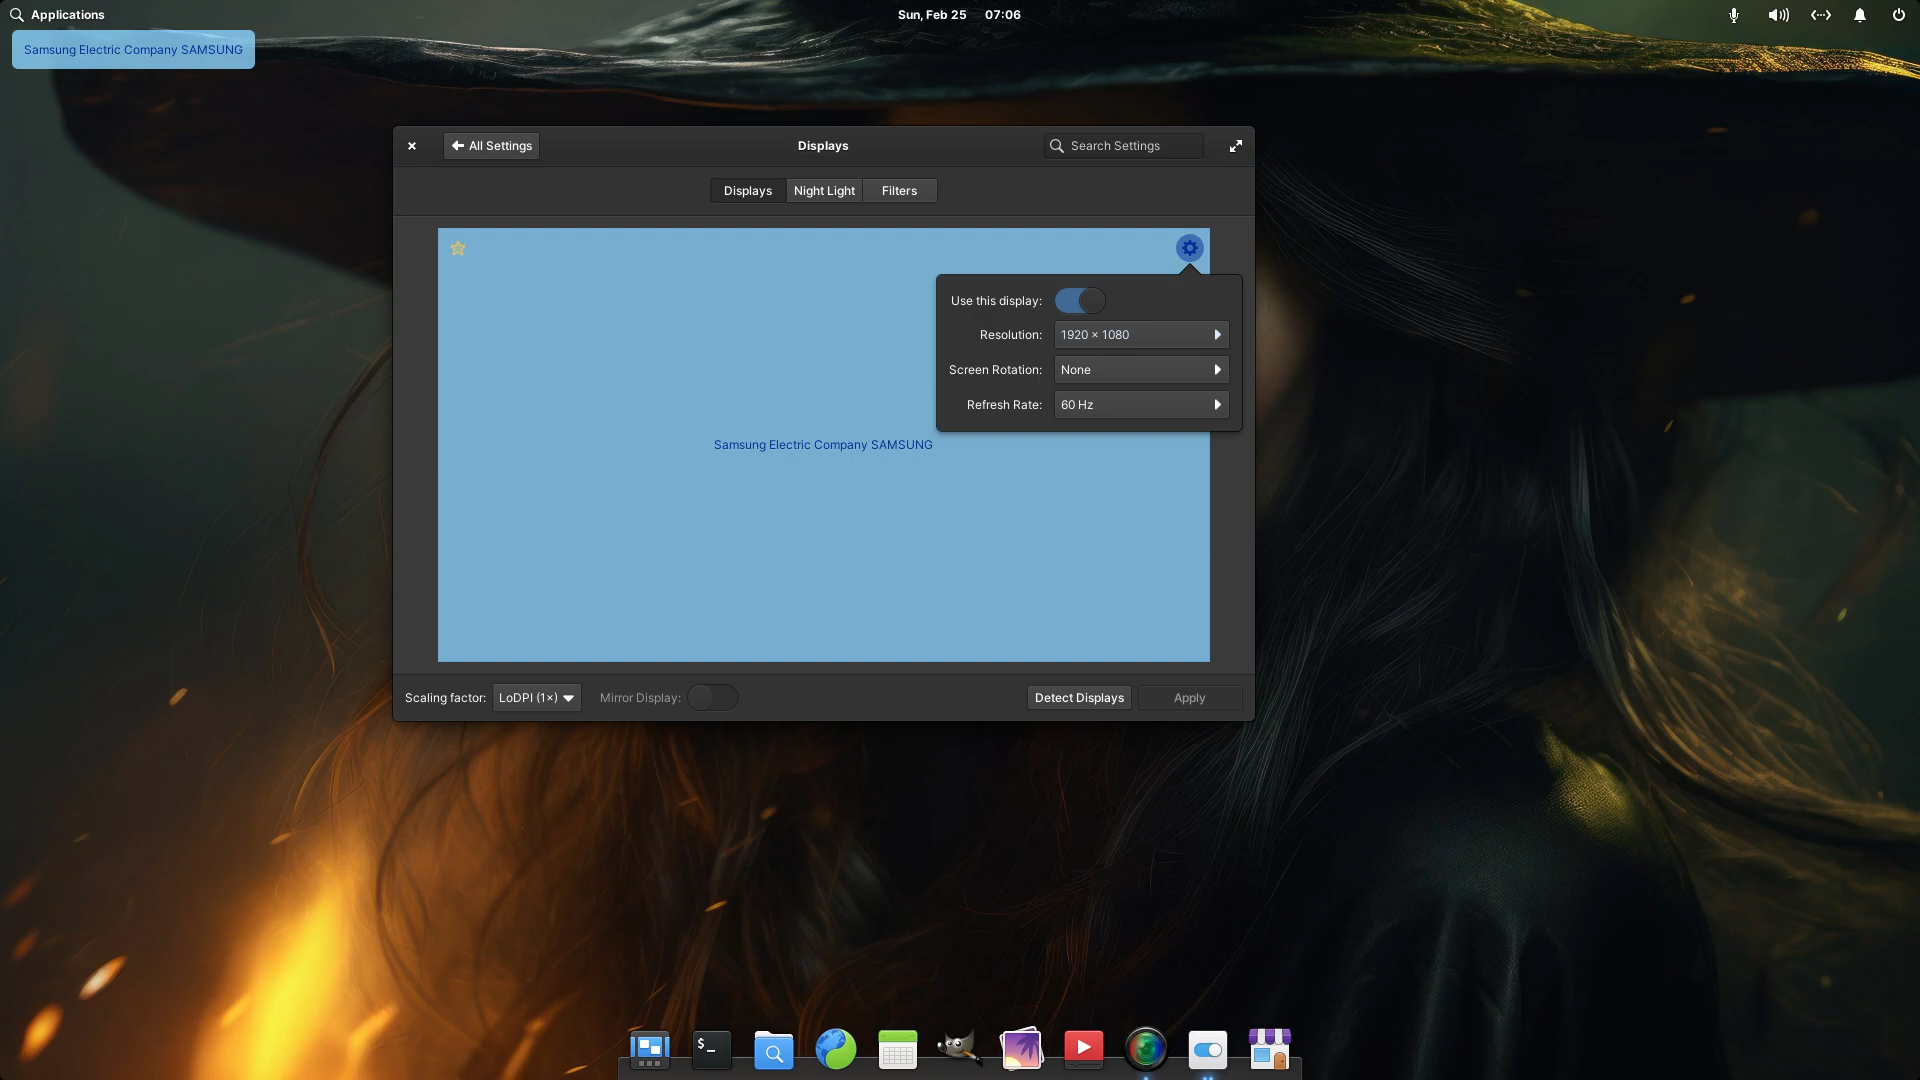 Applications
Sun, Feb 25 07:06
Samsung Electric Company SAMSUNG
All Settings
Displays
Search Settings
Displays
Night Light
Filters
Use this display:
Resolution:
1920 × 1080
Screen Rotation:
None
Refresh Rate:
60 Hz
Samsung Electric Company SAMSUNG
Scaling factor:
LoDPI (1×)
Mirror Display:
Detect Displays
Apply
$_